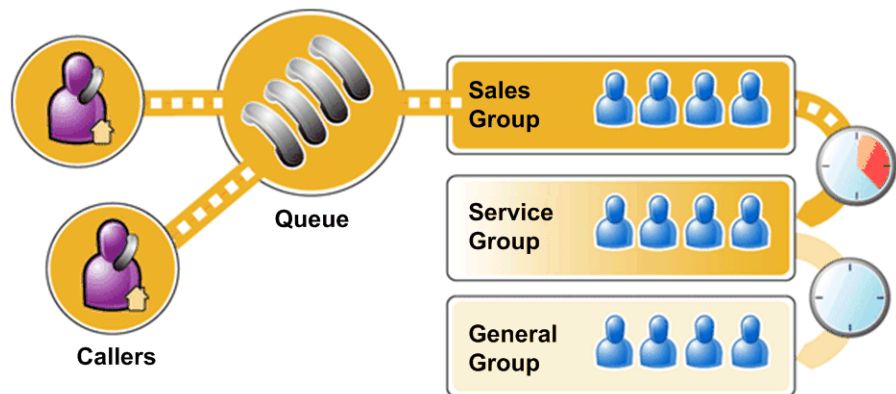 Sales
Group
Queue
Service
Group
Callers
General
Group